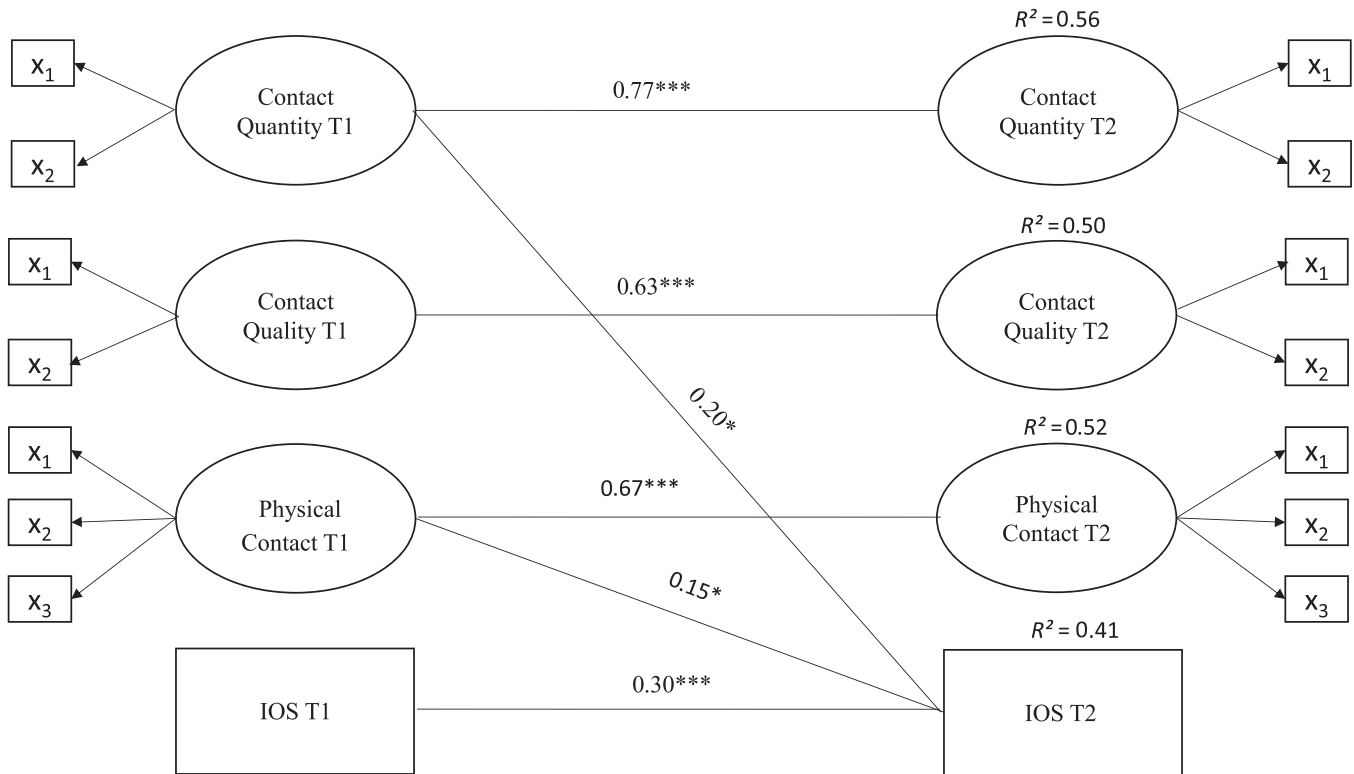 R² = 0.56
x₁
Contact
Quantity T1
0.77***
Contact
Quantity T2
x₁
x₂
x₂
R² = 0.50
x₁
Contact
Quality T1
0.63***
Contact
Quality T2
x₁
x₂
x₂
0.20*
R² = 0.52
x₁
x₂
x₃
Physical
Contact T1
0.67***
Physical
Contact T2
x₁
x₂
x₃
0.15*
R² = 0.41
IOS T1
0.30***
IOS T2